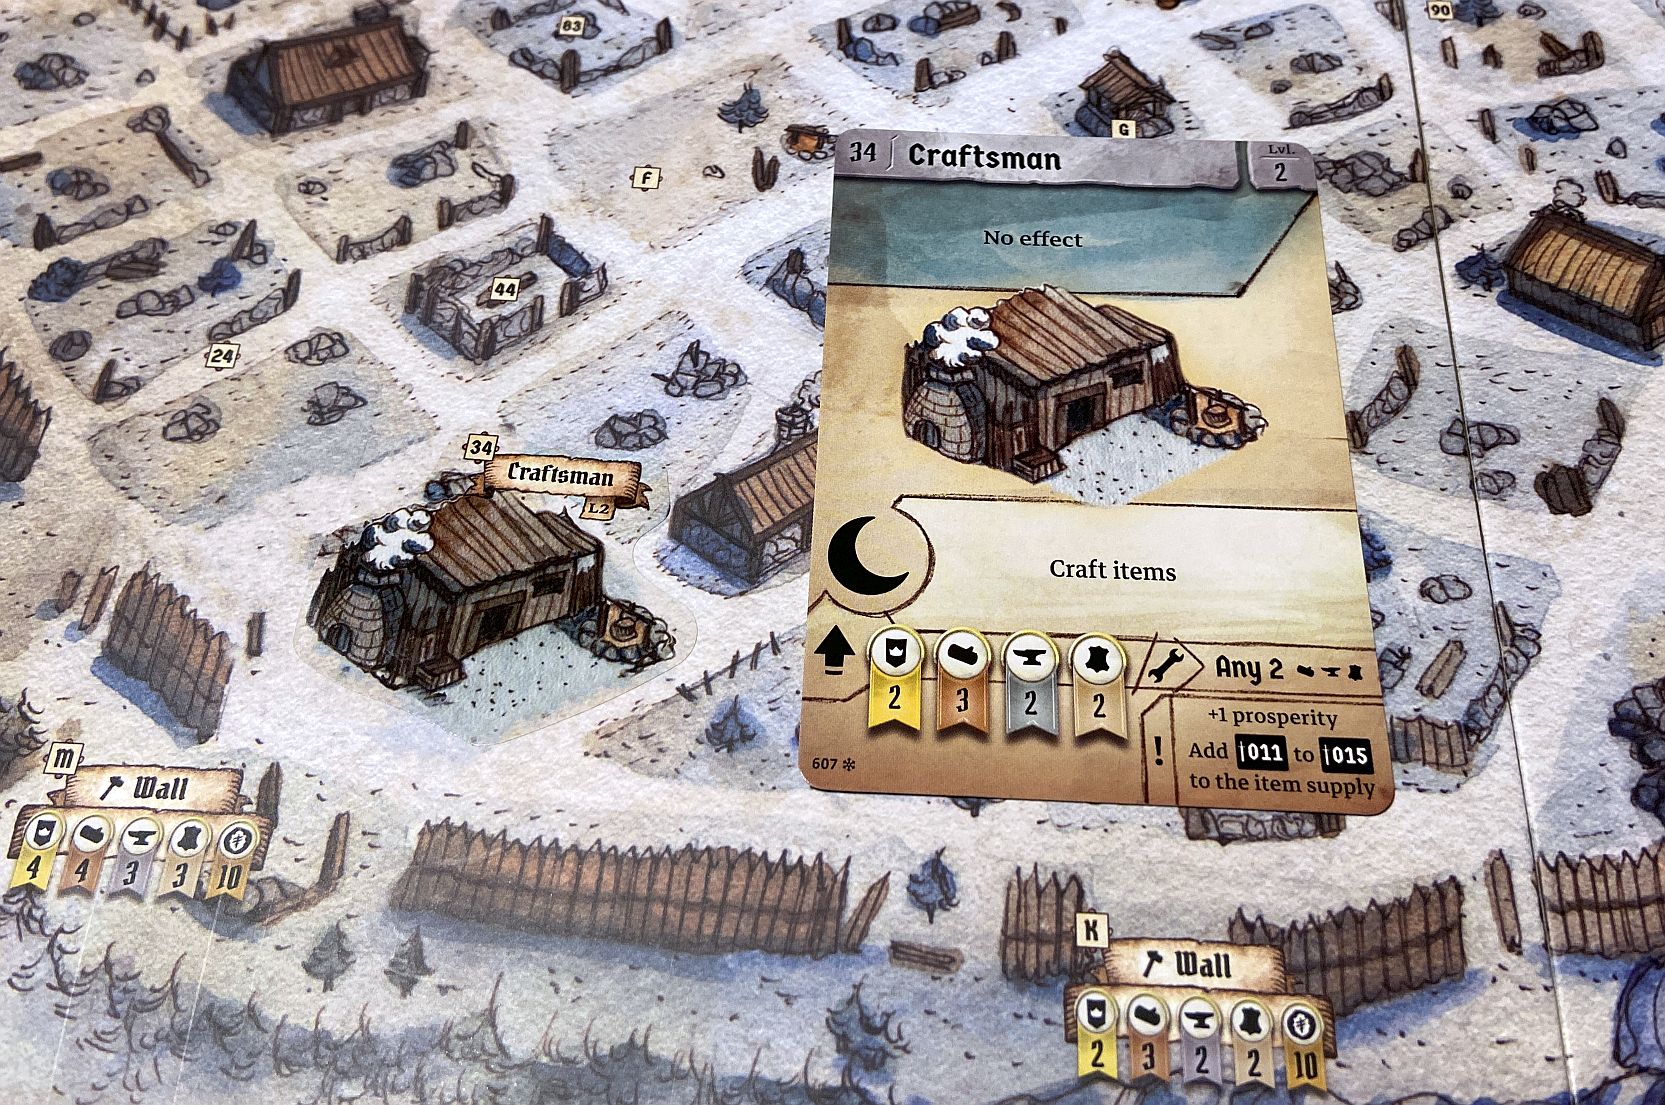 83
90
G
F
44
24
34
Craftsman
L2
34
Craftsman
Lvl.
2
No effect
Craft items
2
3
2
2
Any 2
+1 prosperity
! Add 011 to 015
to the item supply
607
M
Wall
4
4
3
3
10
K
Wall
2
3
2
2
10